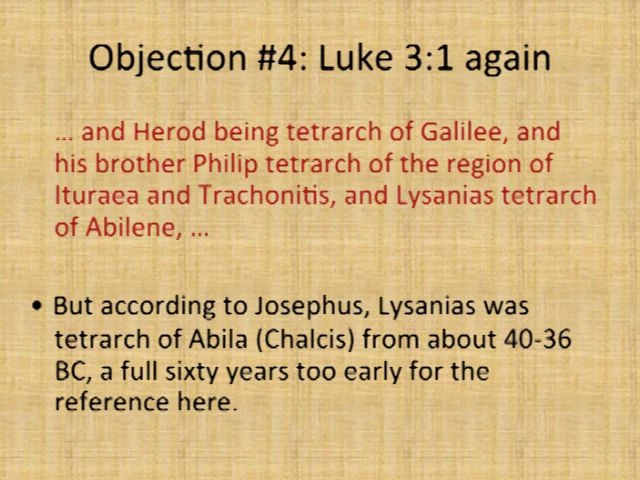 Objection #4: Luke 3:1 again
... and Herod being tetrarch of Galilee, and
his brother Philip tetrarch of the region of
Ituraea and Trachonitis, and Lysanias tetrarch
of Abilene, ...
• But according to Josephus, Lysanias was
tetrarch of Abila (Chalcis) from about 40-36
BC, a full sixty years too early for the
reference here.